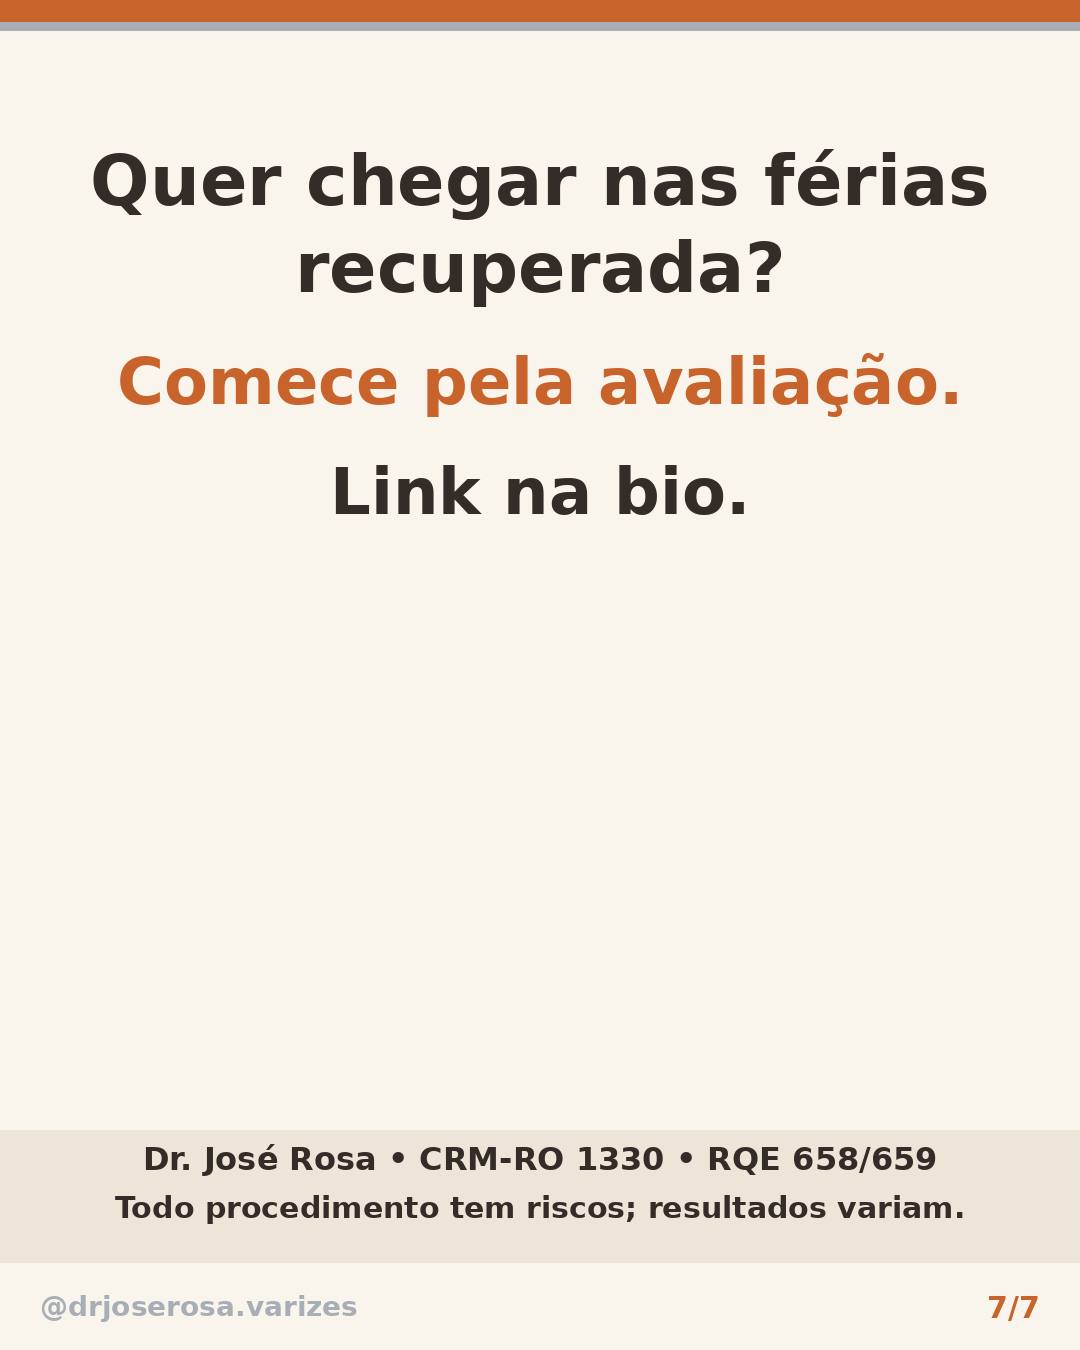 Quer chegar nas férias
recuperada?
Comece pela avaliação.
Link na bio.
Dr. José Rosa • CRM-RO 1330 • RQE 658/659
Todo procedimento tem riscos; resultados variam.
@drjoserosa.varizes
7/7